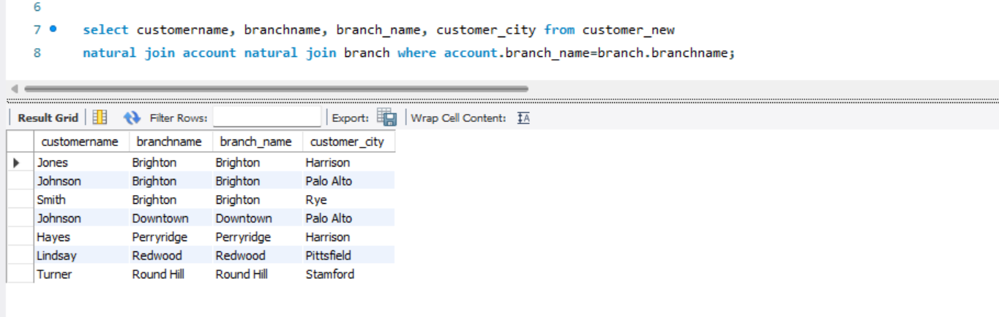 6
7 select customername, branchname, branch_name, customer_city from customer_new
8 natural join account natural join branch where account.branch_name=branch.branchname;
Result Grid Filter Rows: Export: Wrap Cell Content: IA
customername branchname branch_name customer_city
Jones Brighton Brighton Harrison
Johnson Brighton Brighton Palo Alto
Smith Brighton Brighton Rye
Johnson Downtown Downtown Palo Alto
Hayes Perryridge Perryridge Harrison
Lindsay Redwood Redwood Pittsfield
Turner Round Hill Round Hill Stamford